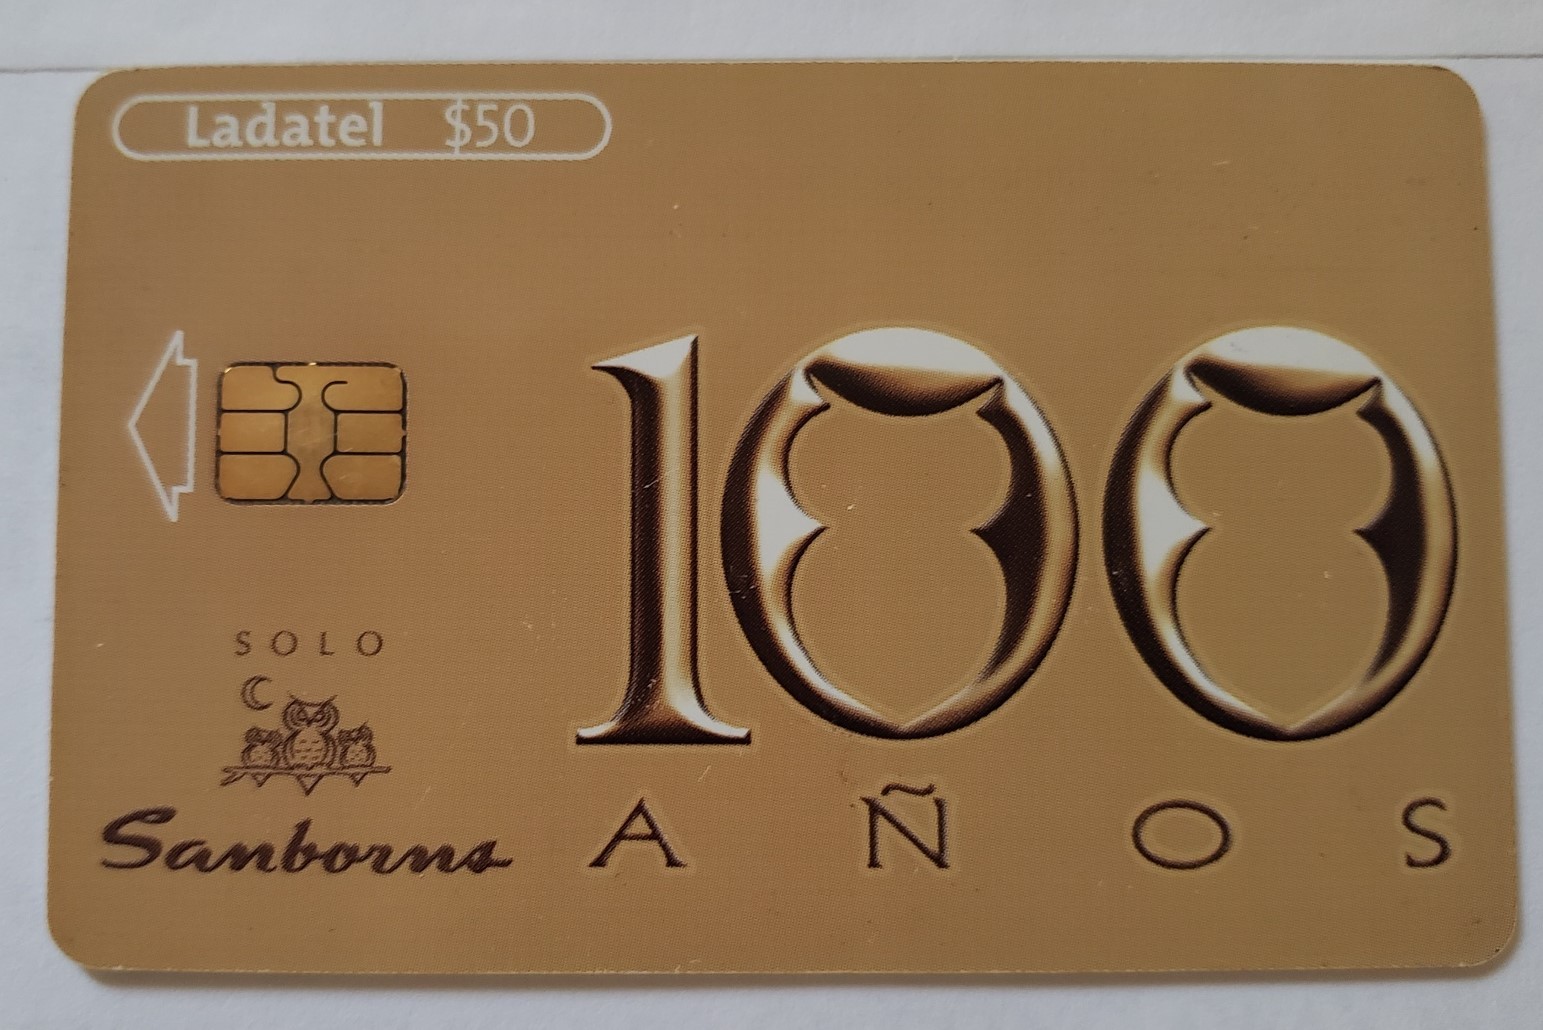 Ladatel $50
100
SOLO
Sanborns
AÑOS